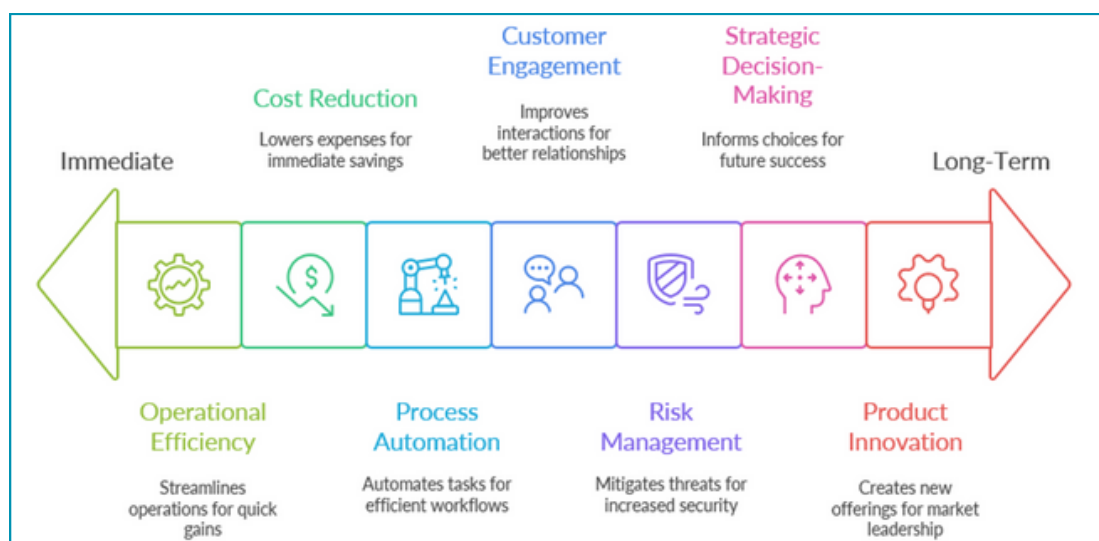 Immediate
Cost Reduction
Lowers expenses for
immediate savings
Customer
Engagement
Improves
interactions for
better relationships
Strategic
Decision-
Making
Informs choices for
future success
Long-Term
$
Operational
Efficiency
Streamlines
operations for quick
gains
Process
Automation
Automates tasks for
efficient workflows
Risk
Management
Mitigates threats for
increased security
Product
Innovation
Creates new
offerings for market
leadership